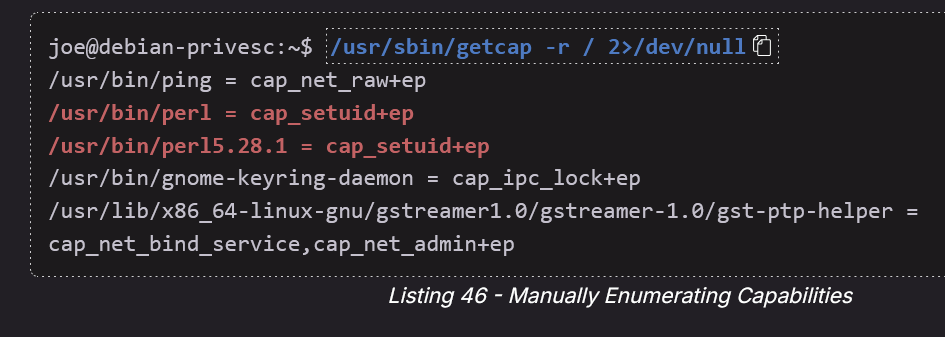 joe@debian-privesc:~$ /usr/sbin/getcap -r / 2>/dev/null
/usr/bin/ping = cap_net_raw+ep
/usr/bin/perl = cap_setuid+ep
/usr/bin/perl5.28.1 = cap_setuid+ep
/usr/bin/gnome-keyring-daemon = cap_ipc_lock+ep
/usr/lib/x86_64-linux-gnu/gstreamer1.0/gstreamer-1.0/gst-ptp-helper =
cap_net_bind_service,cap_net_admin+ep
Listing 46 - Manually Enumerating Capabilities